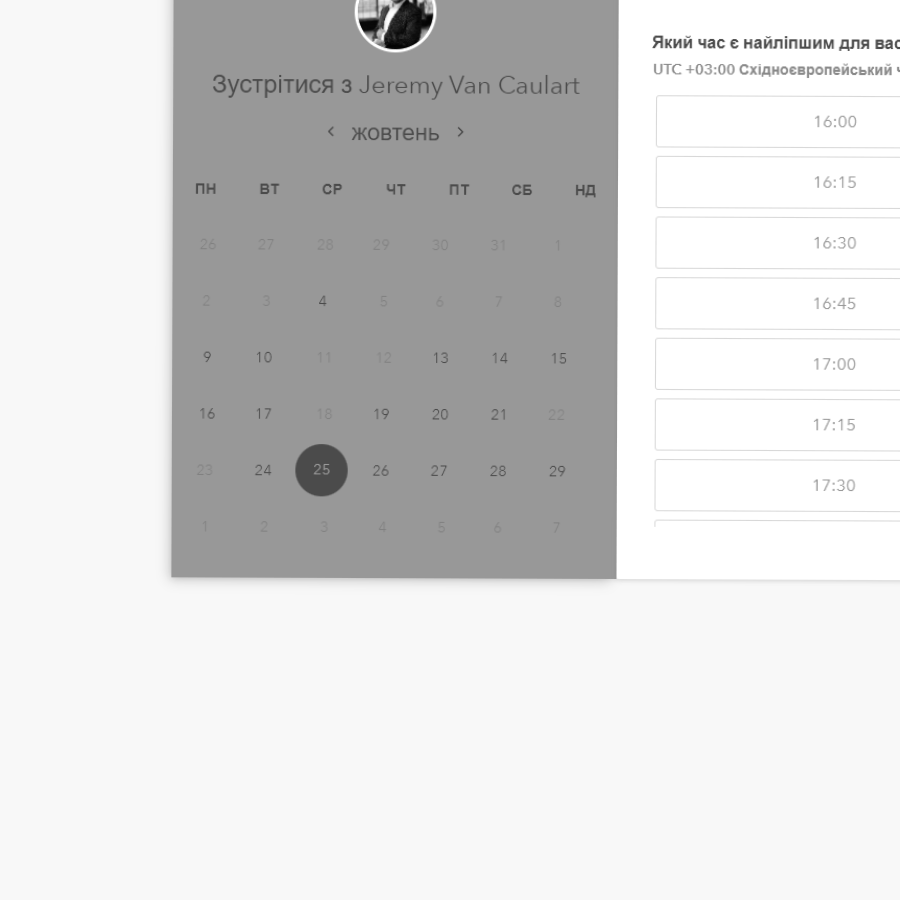 Зустрітися з Jeremy Van Caulart
‹ жовтень ›
ПН ВТ СР ЧТ ПТ СБ НД
26 27 28 29 30 31 1
2 3 4 5 6 7 8
9 10 11 12 13 14 15
16 17 18 19 20 21 22
23 24 25 26 27 28 29
1 2 3 4 5 6 7
Який час є найліпшим для вас
UTC +03:00 Східноєвропейський
16:00
16:15
16:30
16:45
17:00
17:15
17:30